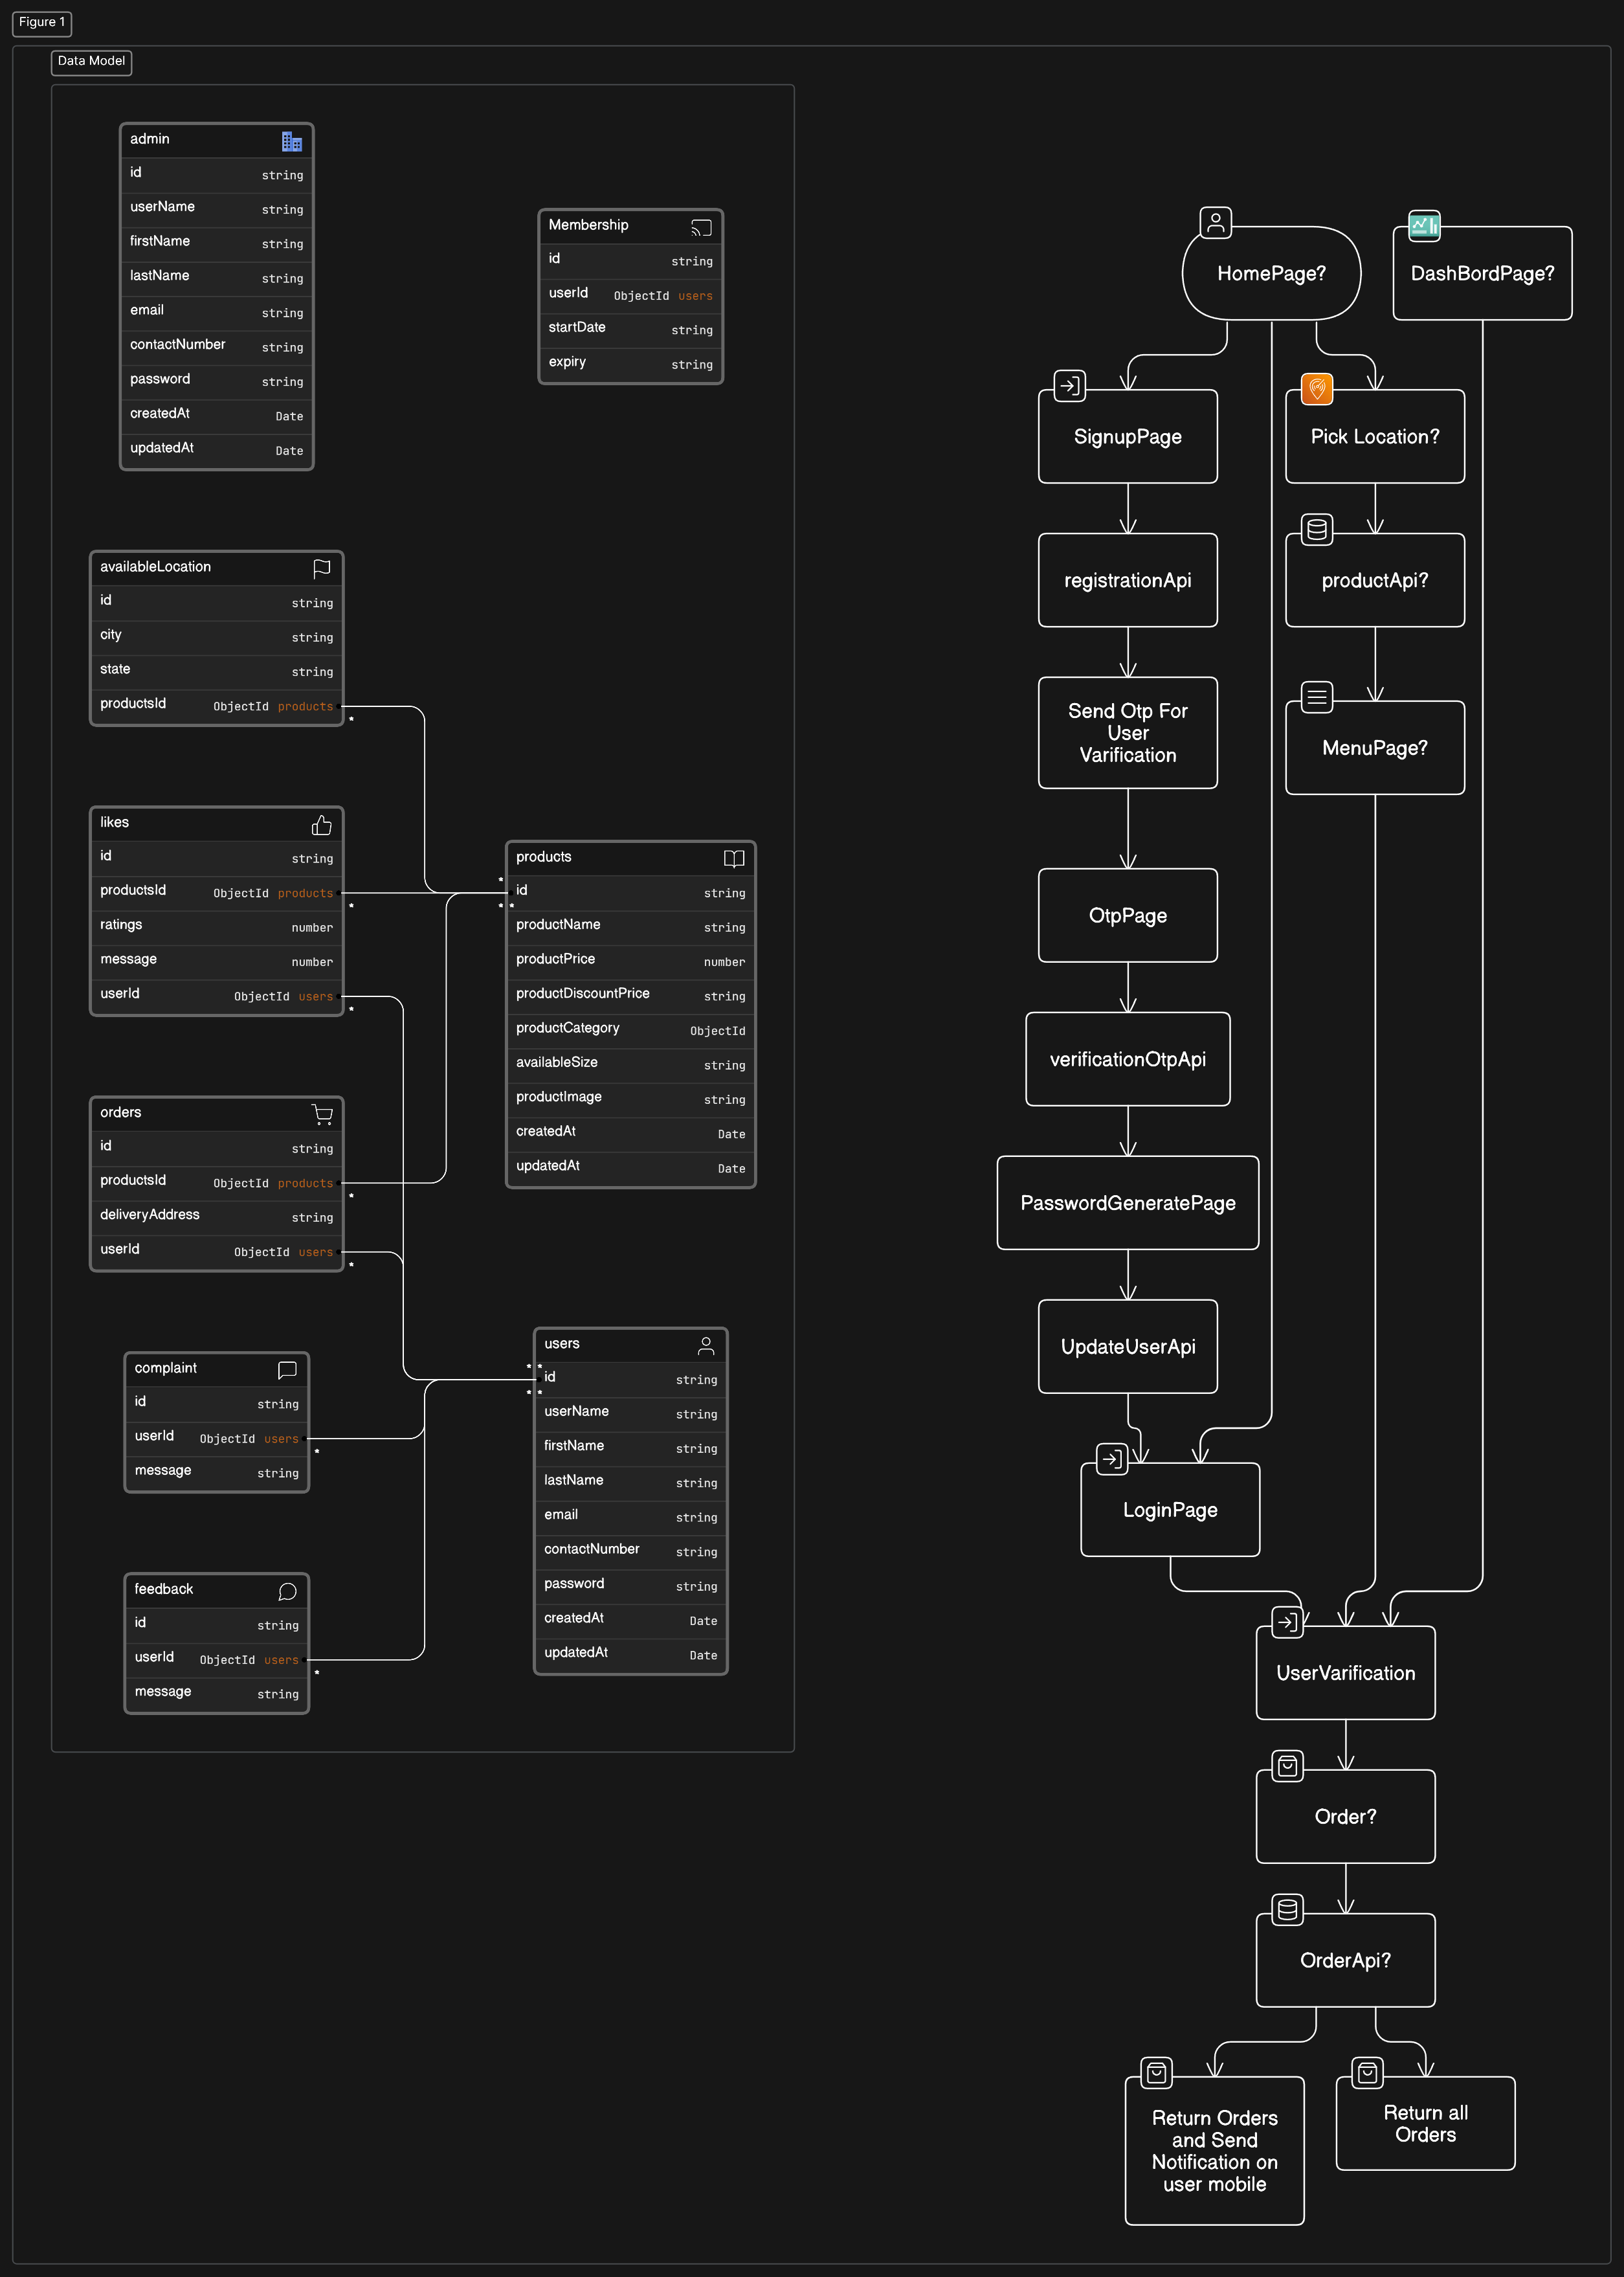 Figure 1
Data Model
admin
id string
userName string
firstName string
lastName string
email string
contactNumber string
password string
createdAt Date
updatedAt Date
Membership
id string
userId ObjectId users
startDate string
expiry string
availableLocation
id string
city string
state string
productsId ObjectId products
*
likes
id string
productsId ObjectId products
*
ratings number
message number
userId ObjectId users
*
products
*
id string
* *
productName string
productPrice number
productDiscountPrice string
productCategory ObjectId
availableSize string
productImage string
createdAt Date
updatedAt Date
orders
id string
productsId ObjectId products
*
deliveryAddress string
userId ObjectId users
*
complaint
id string
userId ObjectId users
*
message string
users
* *
id string
* *
userName string
firstName string
lastName string
email string
contactNumber string
password string
createdAt Date
updatedAt Date
feedback
id string
userId ObjectId users
*
message string
HomePage?
DashBordPage?
SignupPage
Pick Location?
registrationApi
productApi?
Send Otp For
User
Varification
MenuPage?
OtpPage
verificationOtpApi
PasswordGeneratePage
UpdateUserApi
LoginPage
UserVarification
Order?
OrderApi?
Return Orders
and Send
Notification on
user mobile
Return all
Orders